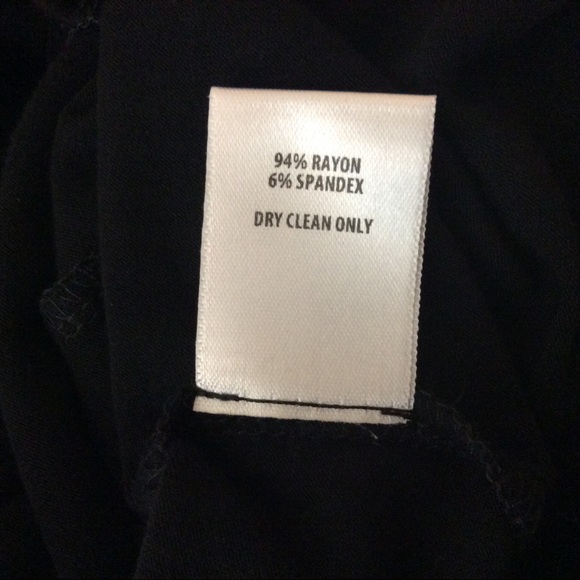 94% RAYON
6% SPANDEX
DRY CLEAN ONLY